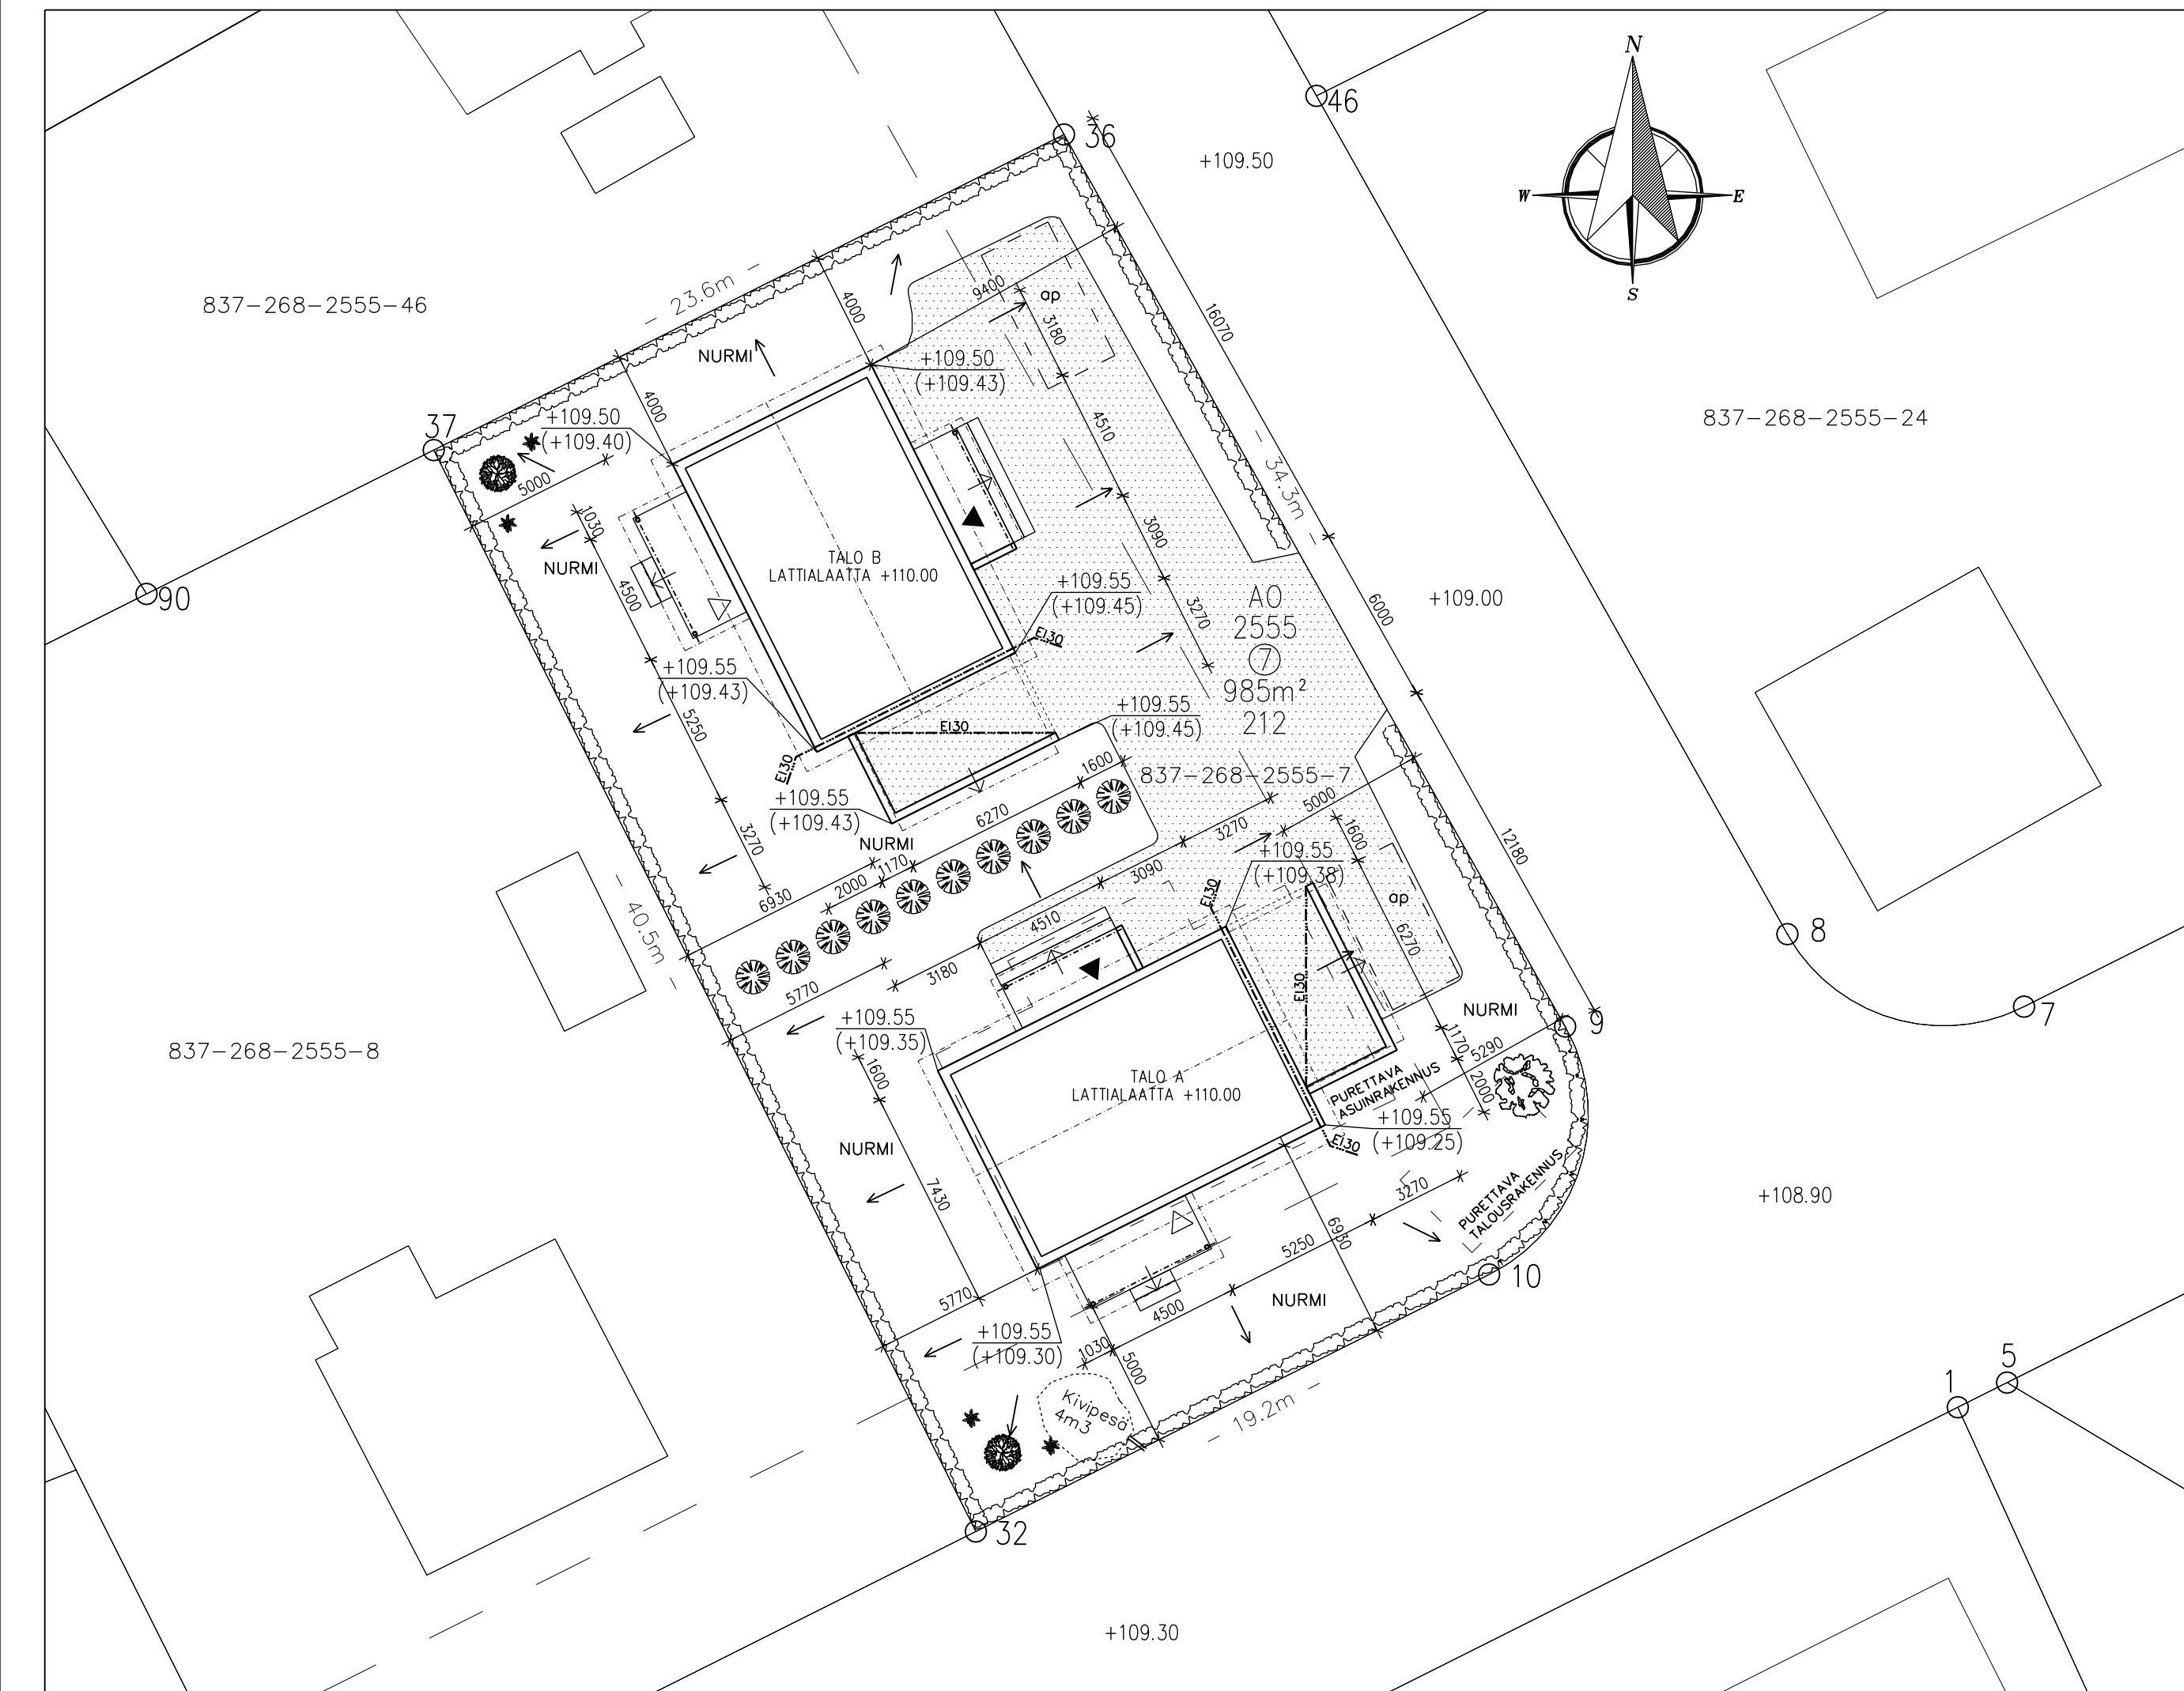 N
W
E
S
46
36
+109.50
16070
837-268-2555-46
23.6m
4000
9400
ap
3180
NURMI
+109.50
(+109.43)
4000
37
+109.50
(+109.40)
837-268-2555-24
4510
34.3m
5000
1030
NURMI
TALO B
LATTIALAATTA +110.00
3090
+109.55
(+109.45)
90
4500
3270
AO
2555
7
985m²
212
6000
+109.00
EI30
+109.55
(+109.43)
5250
EI30
+109.55
(+109.45)
EI30
1600
837-268-2555-7
+109.55
(+109.43)
6270
5000
3270
NURMI
3270
1600
12180
+109.55
(+109.38)
1170
2000
6930
3090
EI30
ap
40.5m
4510
6270
8
5770
3180
EI30
NURMI
7
9
+109.55
(+109.35)
837-268-2555-8
1170
5290
1600
TALO A
LATTIALAATTA +110.00
PURETTAVA
ASUINRAKENNUS
2000
+109.55
(+109.25)
EI30
NURMI
7430
3270
PURETTAVA
TALOUSRAKENNUS
+108.90
6930
5250
10
5770
NURMI
4500
+109.55
(+109.30)
1030
5000
Kivipesä
4m3
19.2m
1
5
32
+109.30